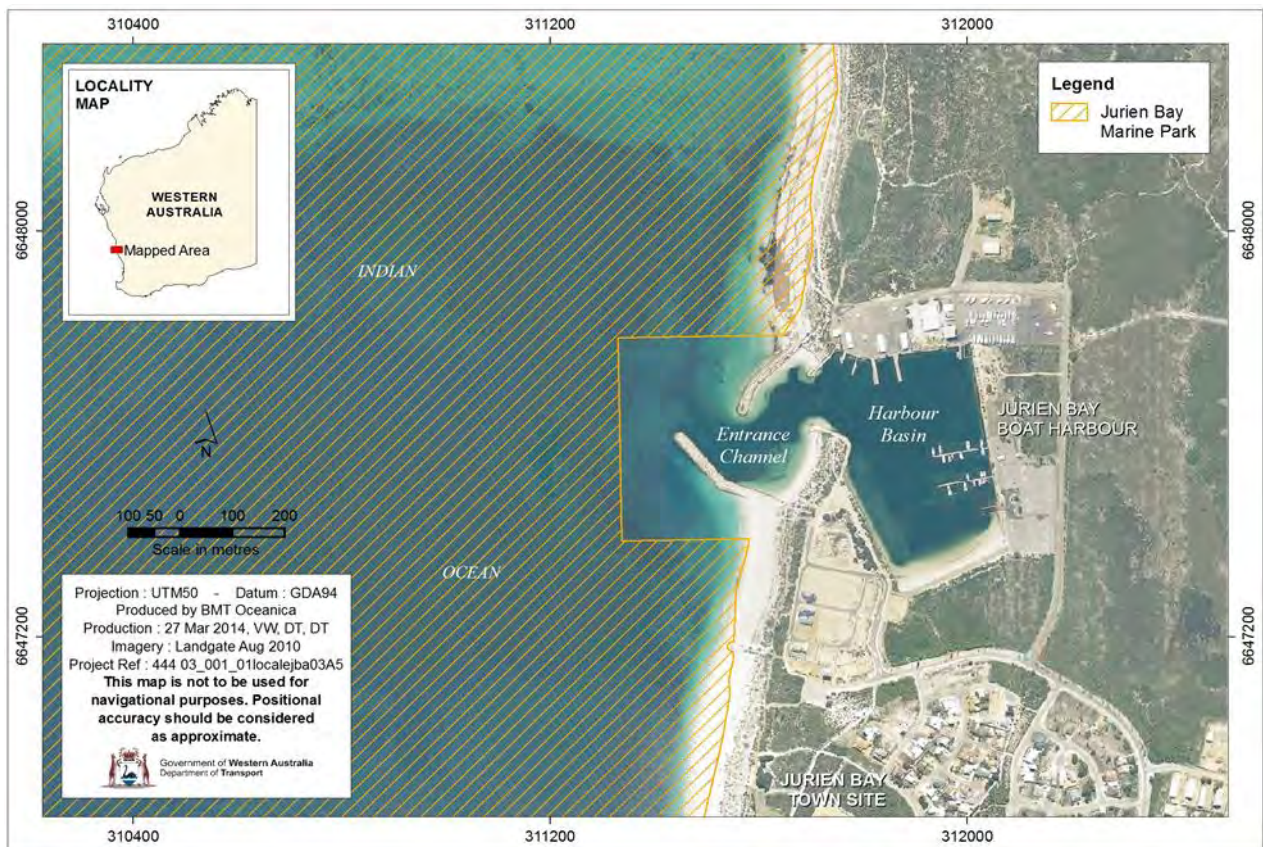 310400
311200
312000
LOCALITY
MAP
WESTERN
AUSTRALIA
Mapped Area
Legend
Jurien Bay
Marine Park
6648000
6648000
INDIAN
Harbour
Basin
JURIEN BAY
BOAT HARBOUR
Entrance
Channel
N
100 50 0 100 200
Scale in metres
OCEAN
Projection : UTM50 - Datum : GDA94
Produced by BMT Oceanica
Production : 27 Mar 2014, VW, DT, DT
Imagery : Landgate Aug 2010
Project Ref : 444 03_001_01localejba03A5
This map is not to be used for
navigational purposes. Positional
accuracy should be considered
as approximate.
Government of Western Australia
Department of Transport
6647200
6647200
JURIEN BAY
TOWN SITE
310400
311200
312000